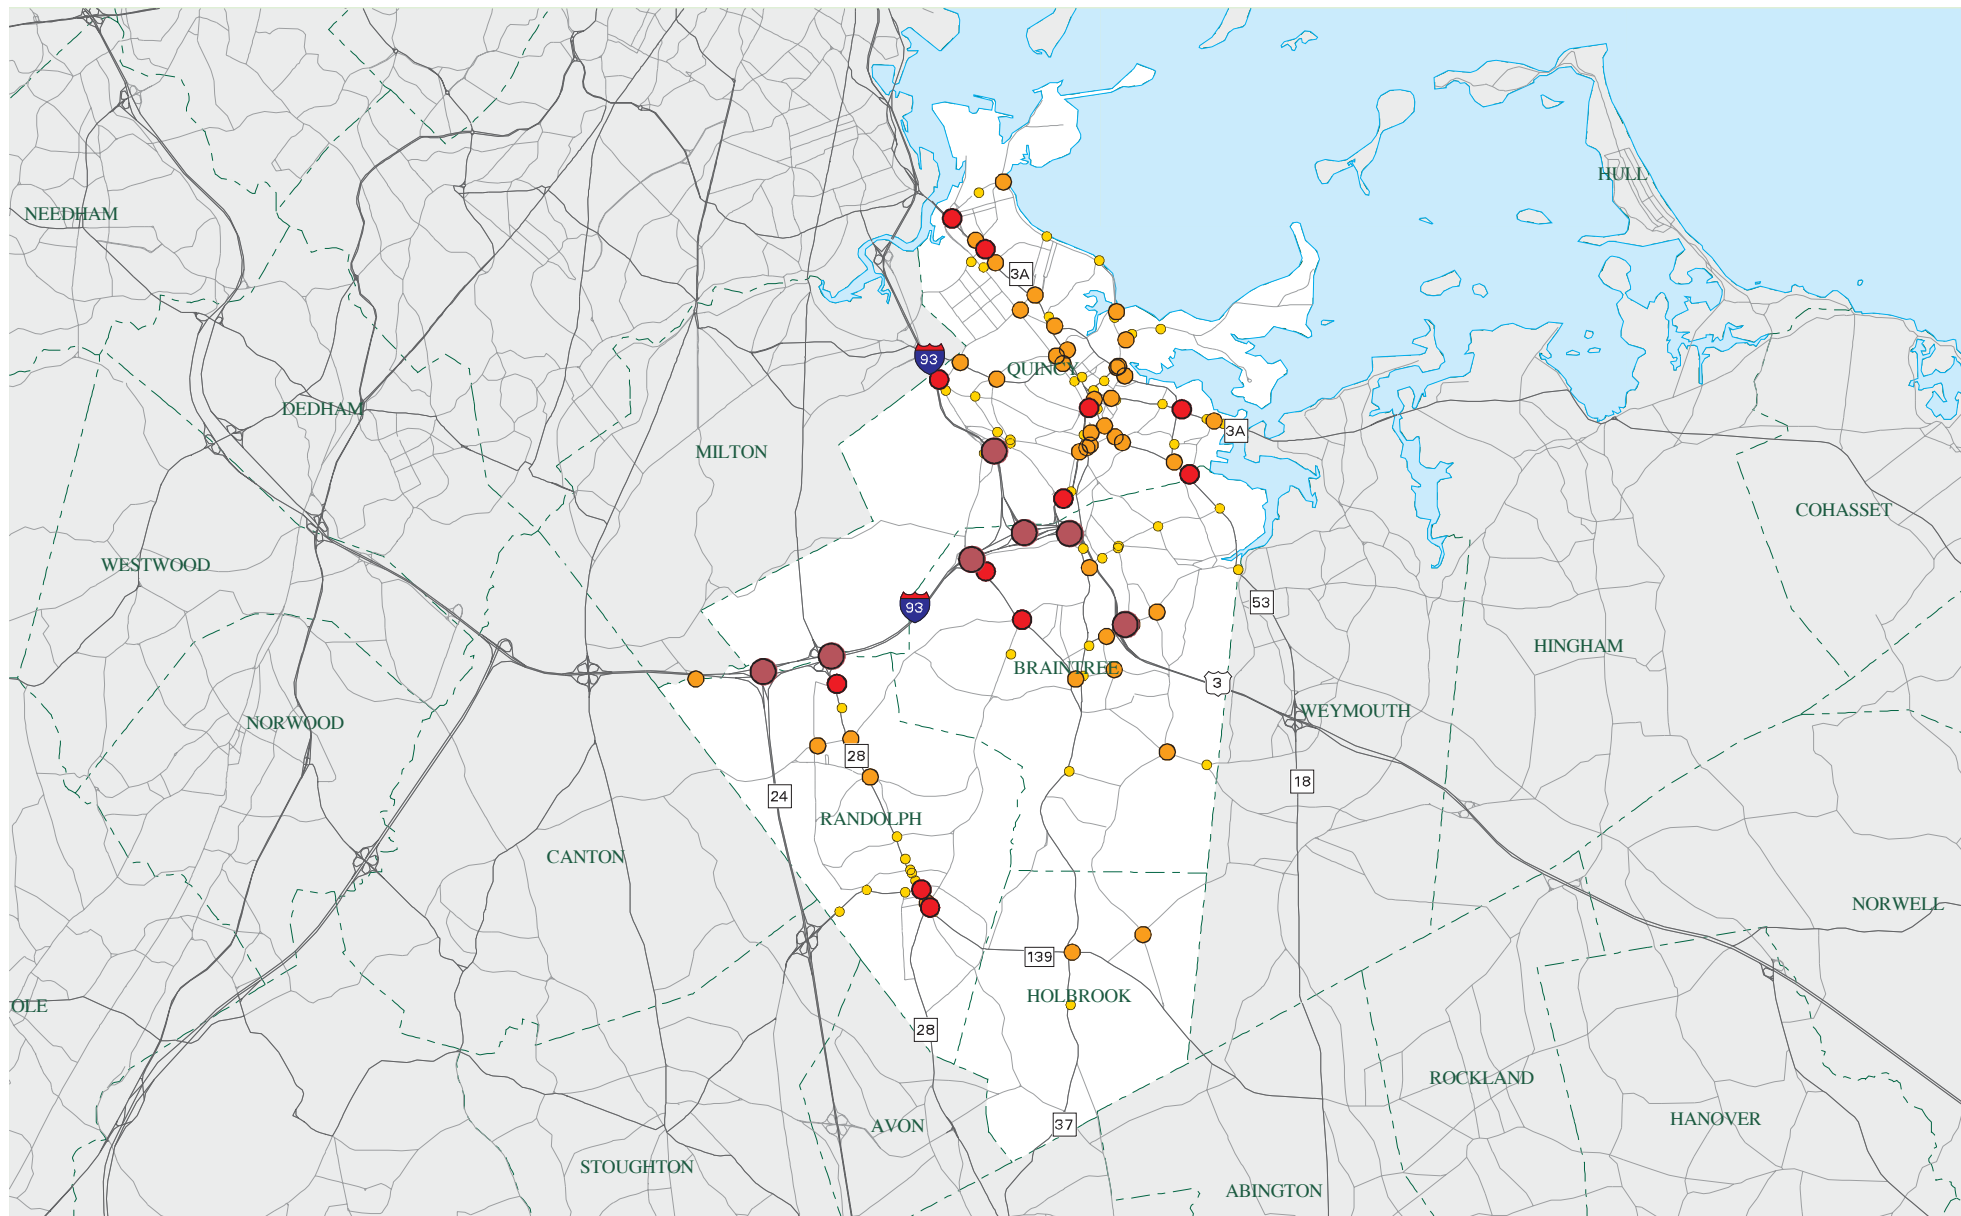 HULL
NEEDHAM
3A
93
QUINCY
DEDHAM
3A
MILTON
COHASSET
WESTWOOD
53
93
HINGHAM
BRAINTREE
3
WEYMOUTH
NORWOOD
28
18
24
RANDOLPH
CANTON
NORWELL
139
HOLBROOK
OLE
28
ROCKLAND
HANOVER
37
AVON
STOUGHTON
ABINGTON